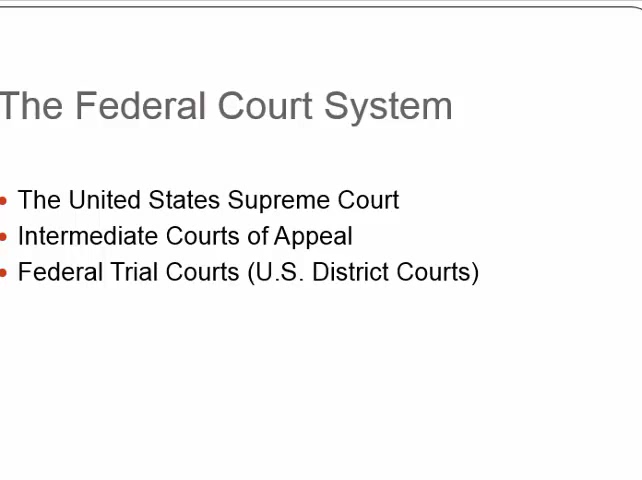 The Federal Court System
The United States Supreme Court
Intermediate Courts of Appeal
Federal Trial Courts (U.S. District Courts)